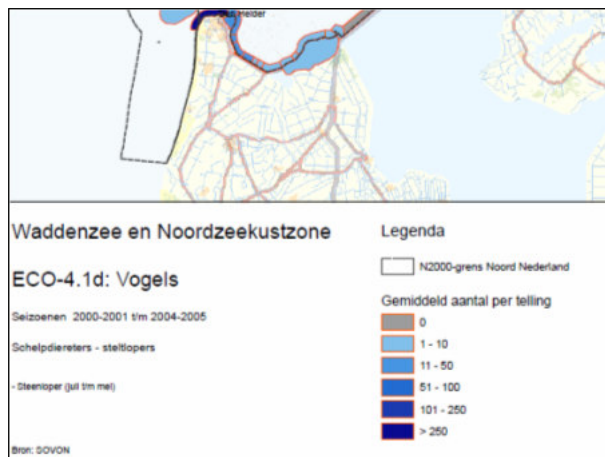 Helder
Waddenzee en Noordzeekustzone
ECO-4.1d: Vogels
Seizoenen 2000-2001 t/m 2004-2005
Schelpdiereters - steltlopers
- Steenloper (juli t/m mei)
Bron: SOVON
Legenda
N2000-grens Noord Nederland
Gemiddeld aantal per telling
0
1 - 10
11 - 50
51 - 100
101 - 250
> 250